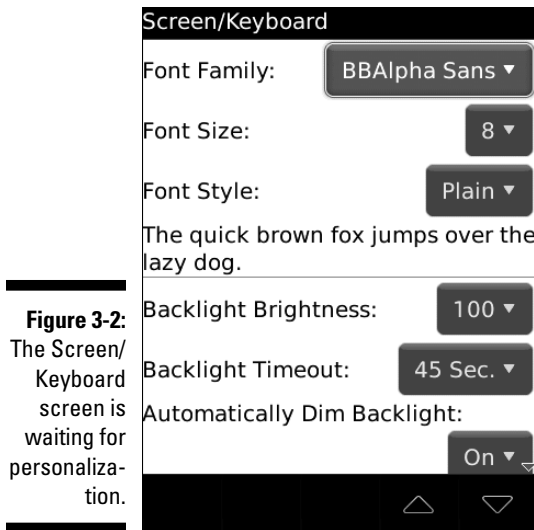 Screen/Keyboard
Font Family: BBAlpha Sans
Font Size: 8
Font Style: Plain
The quick brown fox jumps over the
lazy dog.
Backlight Brightness: 100
Backlight Timeout: 45 Sec.
Automatically Dim Backlight:
On
Figure 3-2:
The Screen/
Keyboard
screen is
waiting for
personaliza-
tion.